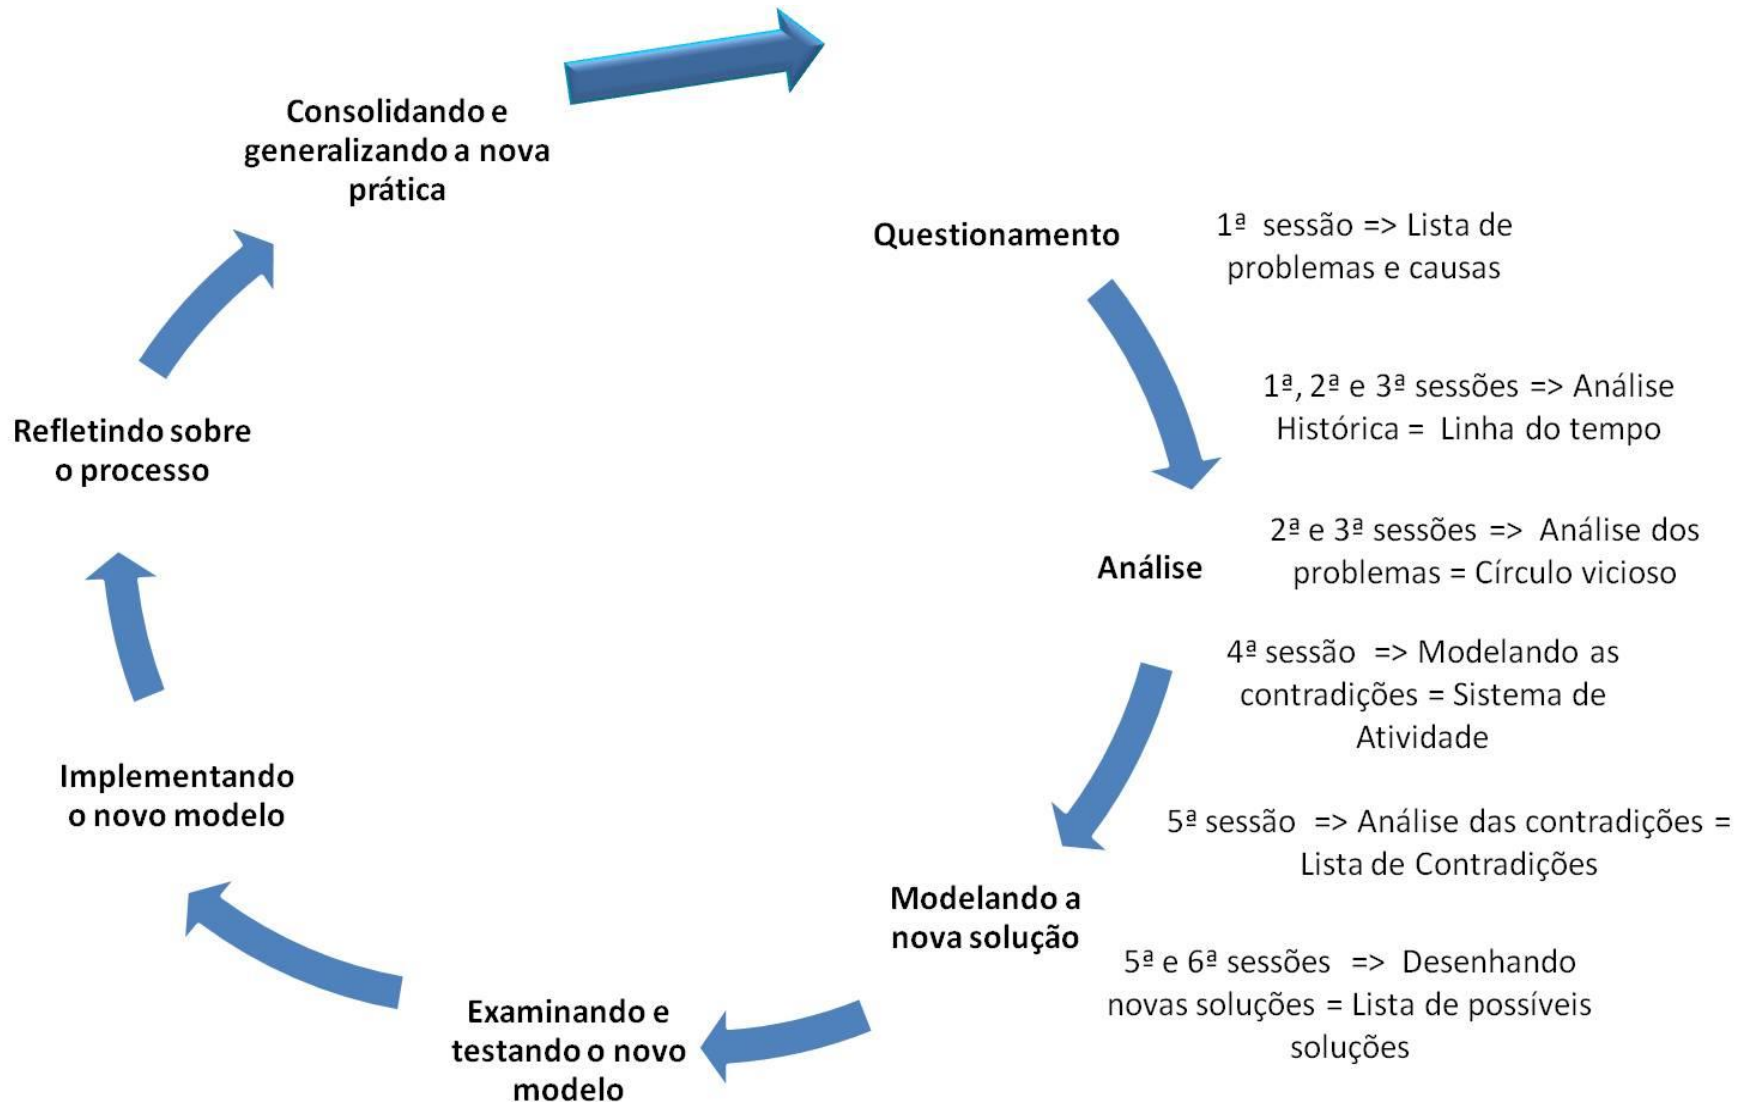 Consolidando e
generalizando a nova
prática
Questionamento
1ª sessão => Lista de
problemas e causas
1ª, 2ª e 3ª sessões => Análise
Histórica = Linha do tempo
Refletindo sobre
o processo
Análise
2ª e 3ª sessões => Análise dos
problemas = Círculo vicioso
4ª sessão => Modelando as
contradições = Sistema de
Atividade
Implementando
o novo modelo
5ª sessão => Análise das contradições =
Lista de Contradições
Modelando a
nova solução
5ª e 6ª sessões => Desenhando
novas soluções = Lista de possíveis
soluções
Examinando e
testando o novo
modelo